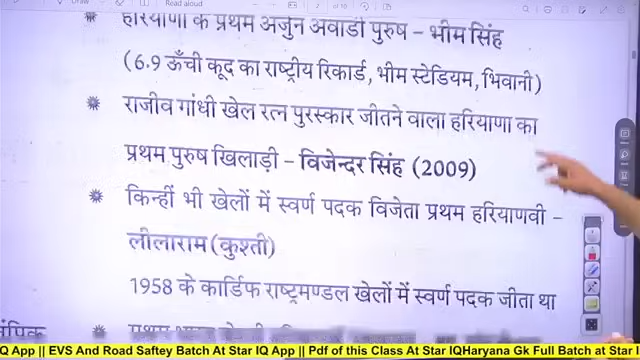 Read aloud
हरियाणा के प्रथम अर्जुन अवार्डी पुरुष – भीम सिंह
(6.9 ऊँची कूद का राष्ट्रीय रिकार्ड, भीम स्टेडियम, भिवानी)
राजीव गांधी खेल रत्न पुरस्कार जीतने वाला हरियाणा का
प्रथम पुरुष खिलाड़ी – विजेन्दर सिंह (2009)
किन्हीं भी खेलों में स्वर्ण पदक विजेता प्रथम हरियाणवी –
लीलाराम (कुश्ती)
1958 के कार्डिफ राष्ट्रमण्डल खेलों में स्वर्ण पदक जीता था
Q App || EVS And Road Saftey Batch At Star IQ App || Pdf of this Class At Star IQHaryana Gk Full Batch at Star I